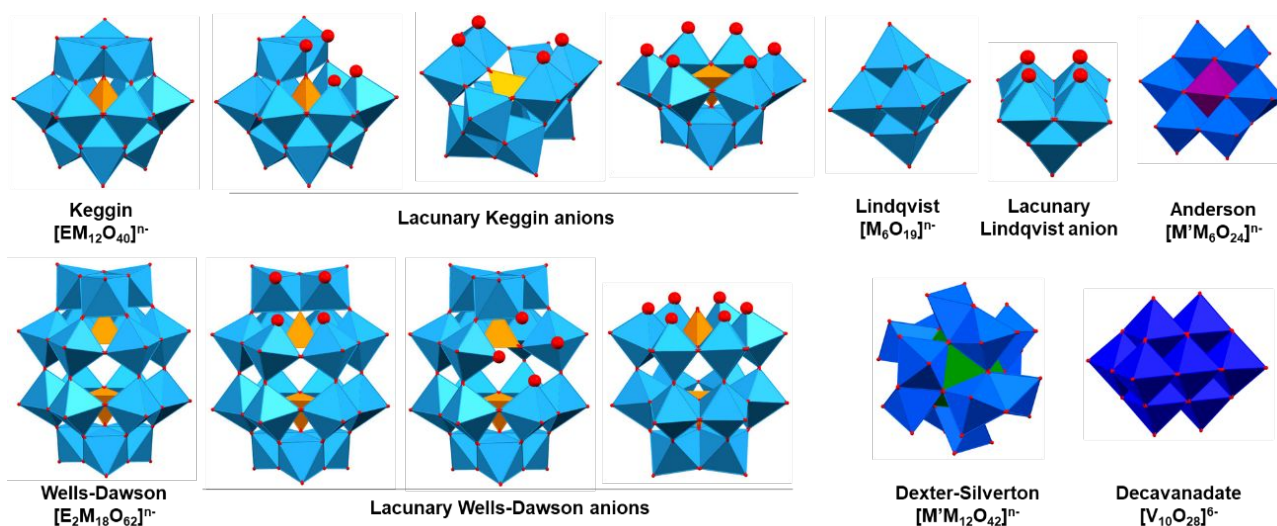 Keggin
[EM₁₂O₄₀]ⁿ⁻
Lacunary Keggin anions
Lindqvist
[M₆O₁₉]ⁿ⁻
Lacunary
Lindqvist anion
Anderson
[M'M₆O₂₄]ⁿ⁻
Wells-Dawson
[E₂M₁₈O₆₂]ⁿ⁻
Lacunary Wells-Dawson anions
Dexter-Silverton
[M'M₁₂O₄₂]ⁿ⁻
Decavanadate
[V₁₀O₂₈]⁶⁻